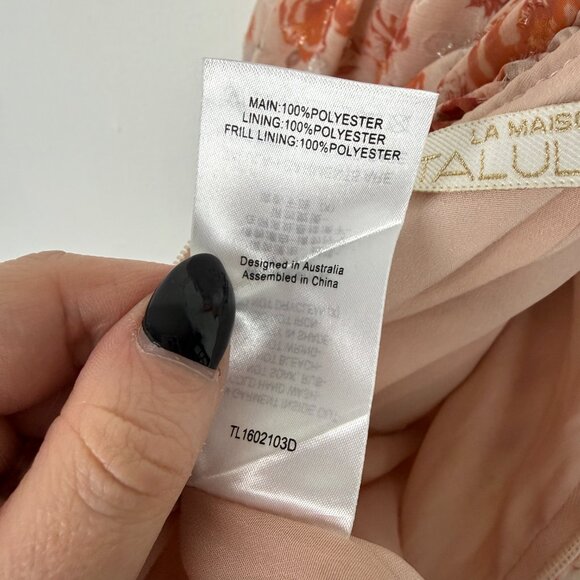 MAIN:100%POLYESTER
LINING:100%POLYESTER
FRILL LINING:100%POLYESTER
LA MAISO
TALUL
Designed in Australia
Assembled in China
TL1602103D